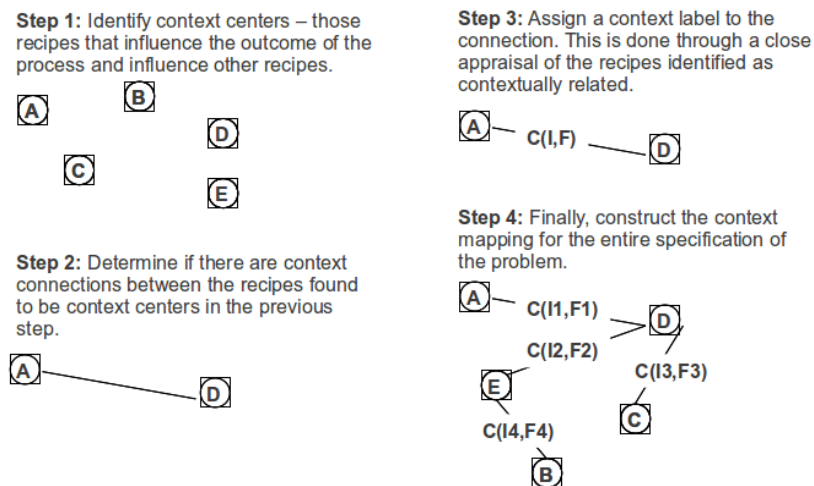 Step 1: Identify context centers – those
recipes that influence the outcome of the
process and influence other recipes.
A
B
D
C
E
Step 2: Determine if there are context
connections between the recipes found
to be context centers in the previous
step.
A
D
Step 3: Assign a context label to the
connection. This is done through a close
appraisal of the recipes identified as
contextually related.
A
C(I,F)
D
Step 4: Finally, construct the context
mapping for the entire specification of
the problem.
A
C(I1,F1)
D
C(I2,F2)
C(I3,F3)
E
C
C(I4,F4)
B